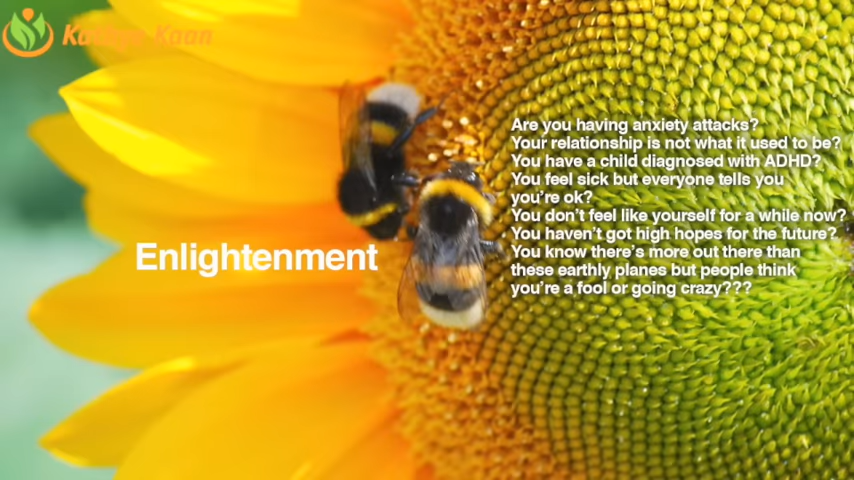 Kaan
Are you having anxiety attacks?
Your relationship is not what it used to be?
You have a child diagnosed with ADHD?
You feel sick but everyone tells you
you're ok?
You don't feel like yourself for a while now?
You haven't got high hopes for the future?
You know there's more out there than
these earthly planes but people think
you're a fool or going crazy???
Enlightenment